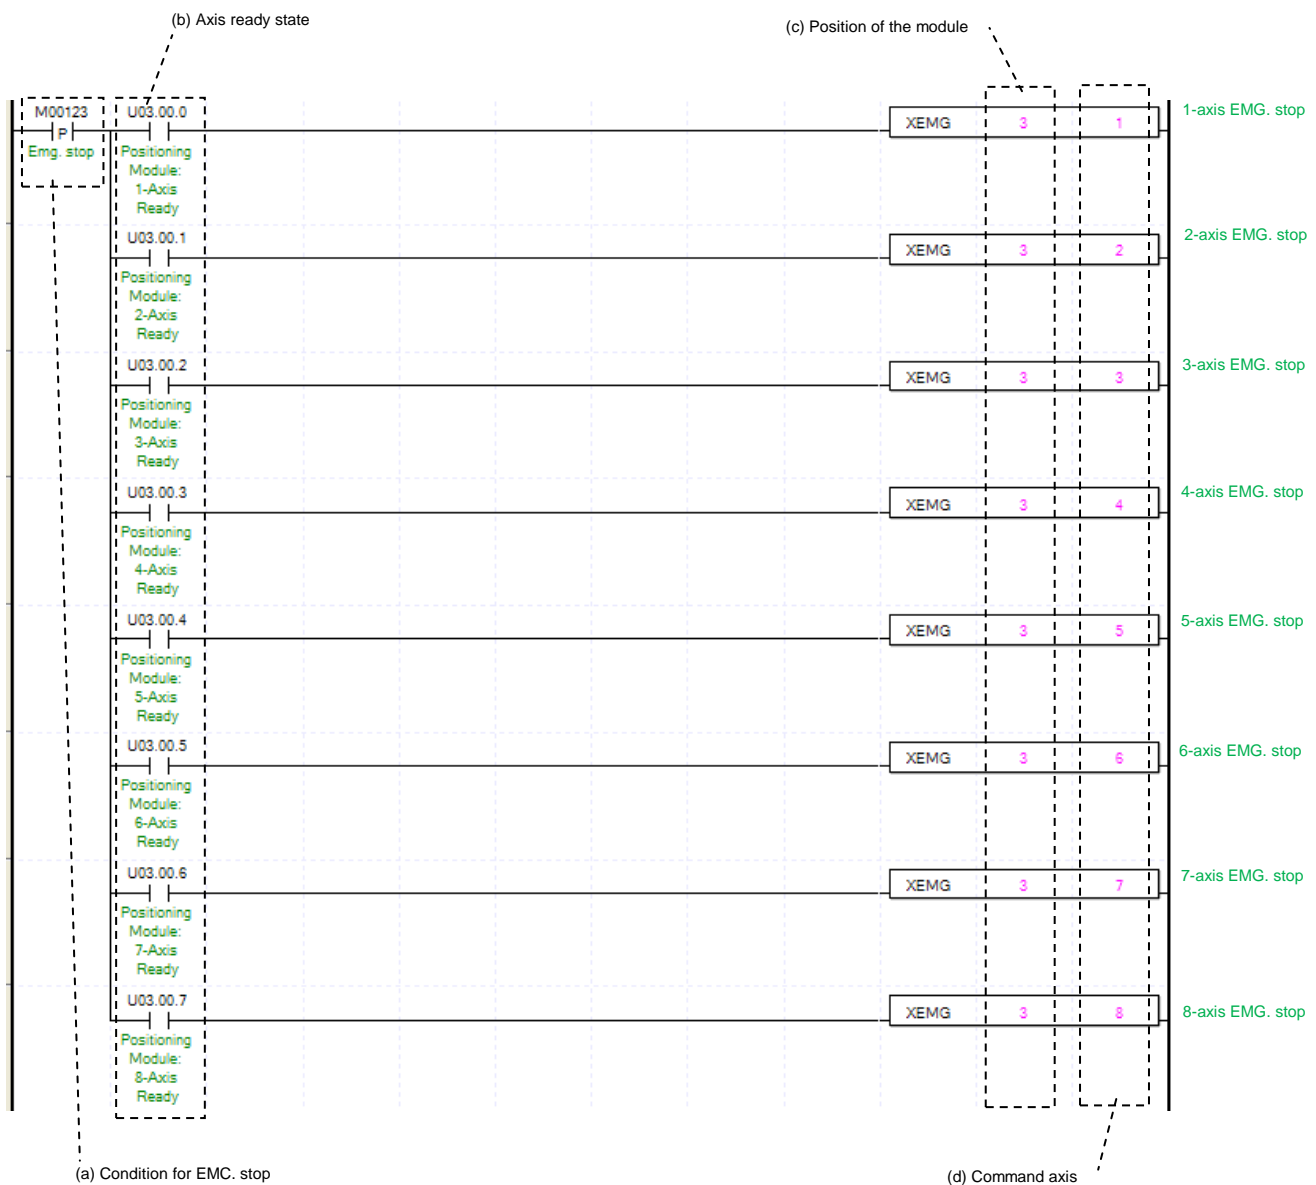 (b) Axis ready state
(c) Position of the module
M00123
P
Emg. stop
U03.00.0
Positioning
Module:
1-Axis
Ready
XEMG 3 1
1-axis EMG. stop
U03.00.1
Positioning
Module:
2-Axis
Ready
XEMG 3 2
2-axis EMG. stop
U03.00.2
Positioning
Module:
3-Axis
Ready
XEMG 3 3
3-axis EMG. stop
U03.00.3
Positioning
Module:
4-Axis
Ready
XEMG 3 4
4-axis EMG. stop
U03.00.4
Positioning
Module:
5-Axis
Ready
XEMG 3 5
5-axis EMG. stop
U03.00.5
Positioning
Module:
6-Axis
Ready
XEMG 3 6
6-axis EMG. stop
U03.00.6
Positioning
Module:
7-Axis
Ready
XEMG 3 7
7-axis EMG. stop
U03.00.7
Positioning
Module:
8-Axis
Ready
XEMG 3 8
8-axis EMG. stop
(a) Condition for EMC. stop
(d) Command axis